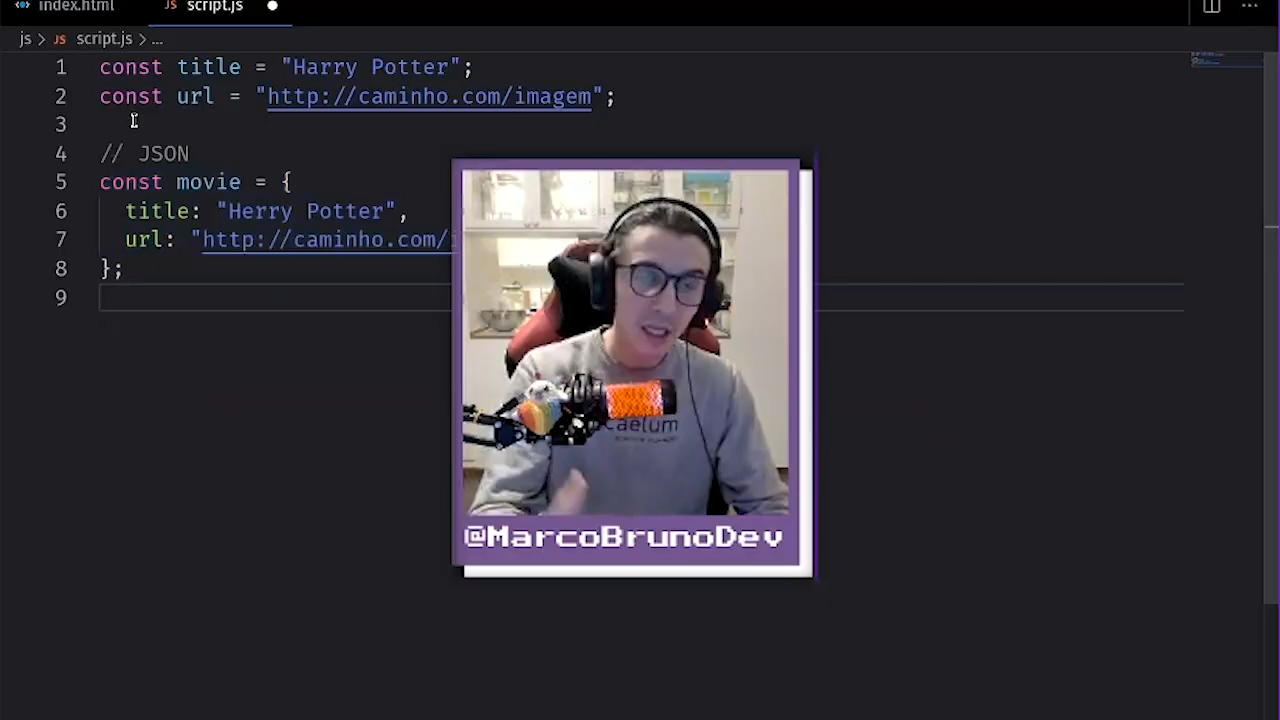 index.html
JS script.js
js > JS script.js > ...
1 const title = "Harry Potter";
2 const url = "http://caminho.com/imagem";
3
4 // JSON
5 const movie = {
6 title: "Herry Potter",
7 url: "http://caminho.com/
8 };
9
caelum
@MarcoBrunoDev